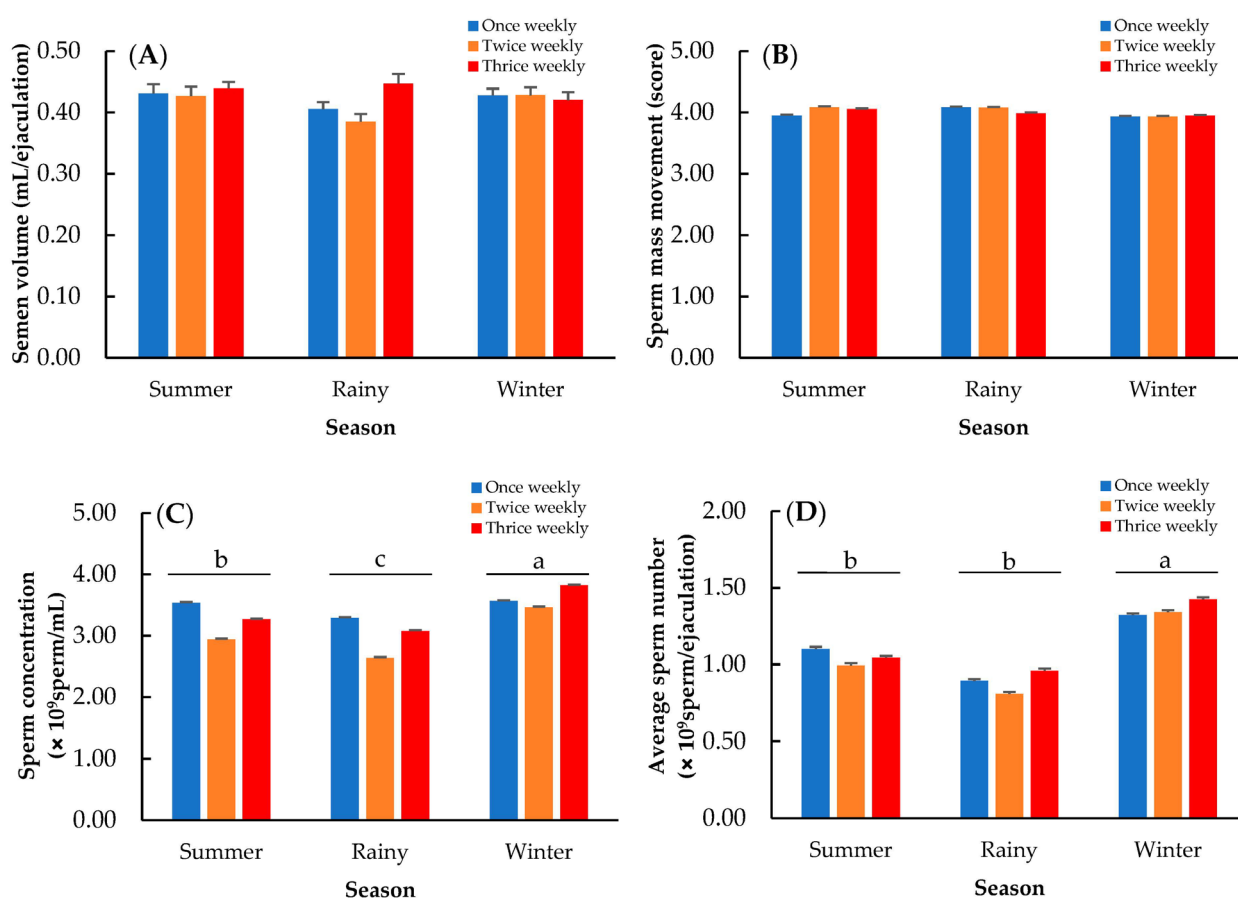 (A)
Once weekly
Twice weekly
Thrice weekly
Semen volume (mL/ejaculation)
0.50
0.40
0.30
0.20
0.10
0.00
Summer Rainy Winter
Season
(B)
Once weekly
Twice weekly
Thrice weekly
Sperm mass movement (score)
5.00
4.00
3.00
2.00
1.00
0.00
Summer Rainy Winter
Season
(C)
Once weekly
Twice weekly
Thrice weekly
Sperm concentration
(× 10⁹sperm/mL)
5.00
4.00
3.00
2.00
1.00
0.00
b c a
Summer Rainy Winter
Season
(D)
Once weekly
Twice weekly
Thrice weekly
Average sperm number
(× 10⁹sperm/ejaculation)
2.00
1.50
1.00
0.50
0.00
b b a
Summer Rainy Winter
Season